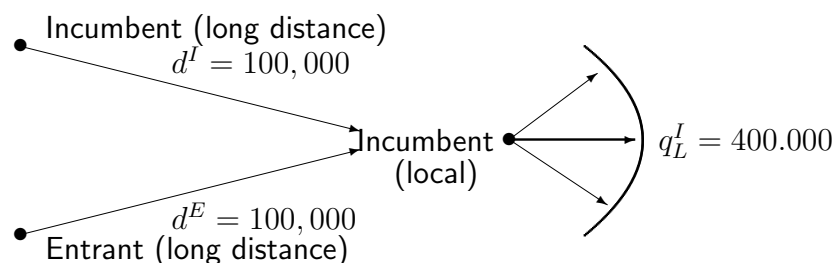 Incumbent (long distance)
d^I = 100,000
Incumbent
(local)
q_L^I = 400.000
d^E = 100,000
Entrant (long distance)